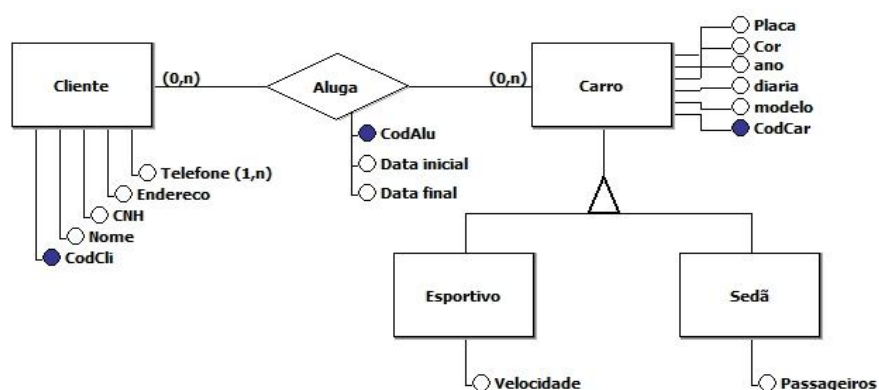 Cliente
(0,n)
Aluga
(0,n)
Carro
Placa
Cor
ano
diaria
modelo
CodCar
CodAlu
Data inicial
Data final
Telefone (1,n)
Endereco
CNH
Nome
CodCli
Esportivo
Sedã
Velocidade
Passageiros